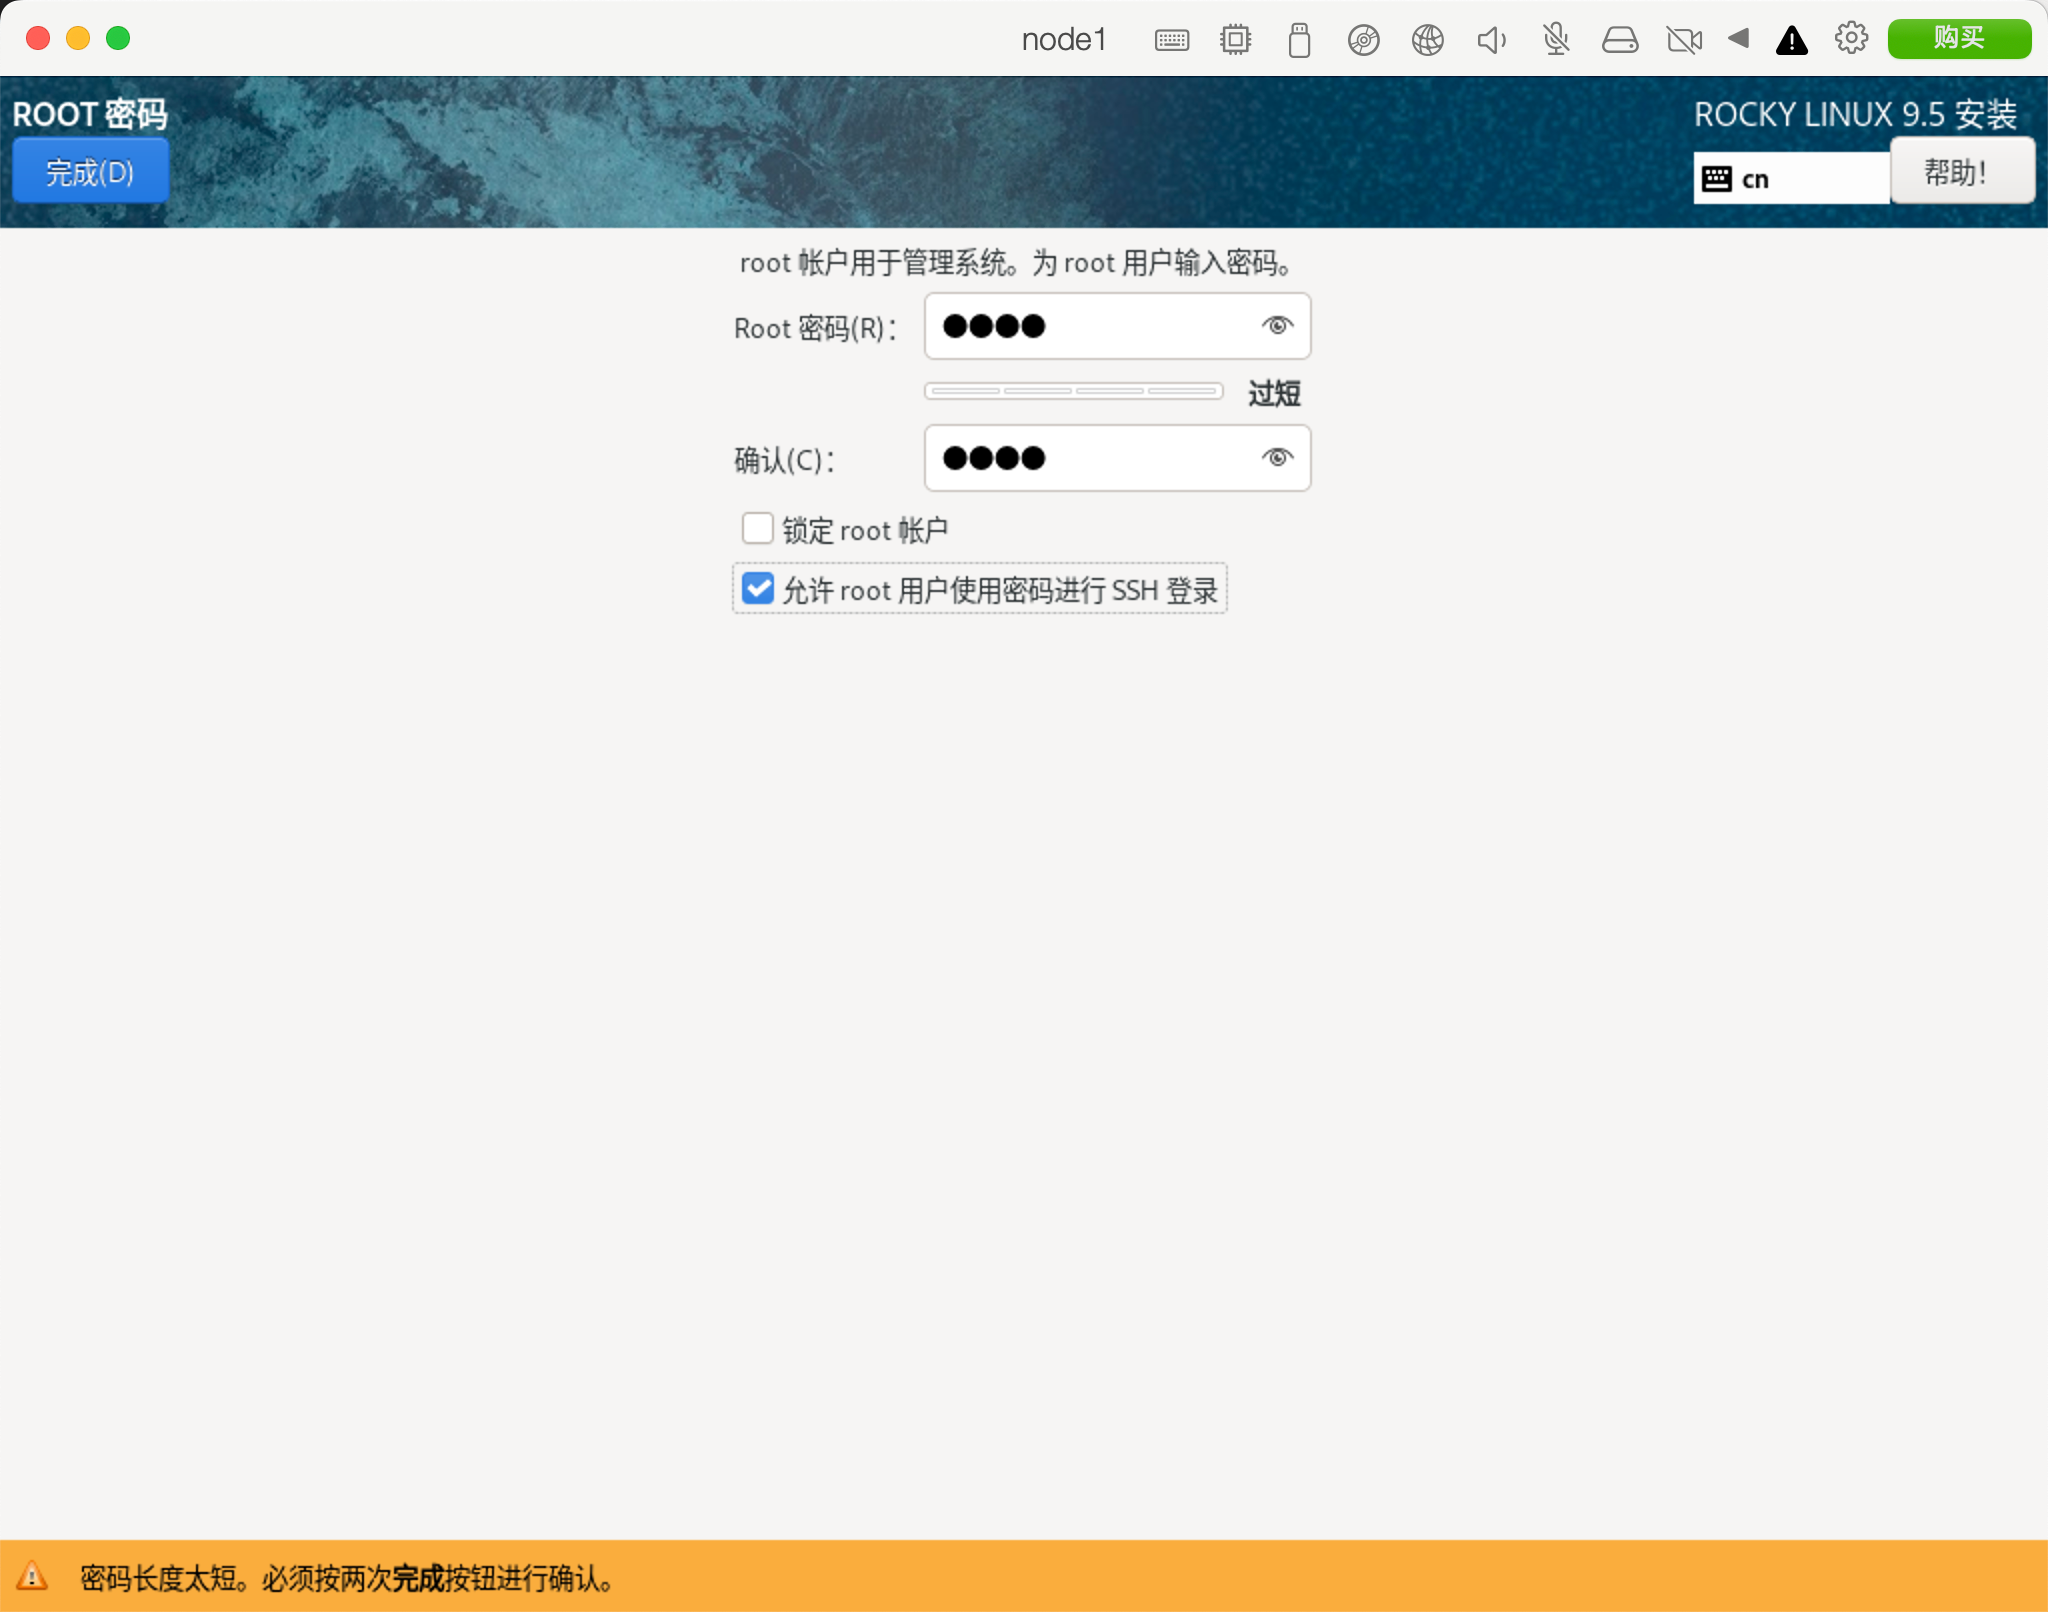 node1
购买
ROOT 密码
ROCKY LINUX 9.5 安装
完成(D)
cn
帮助！
root 帐户用于管理系统。为 root 用户输入密码。
Root 密码(R)：
过短
确认(C)：
锁定 root 帐户
允许 root 用户使用密码进行 SSH 登录
密码长度太短。必须按两次完成按钮进行确认。